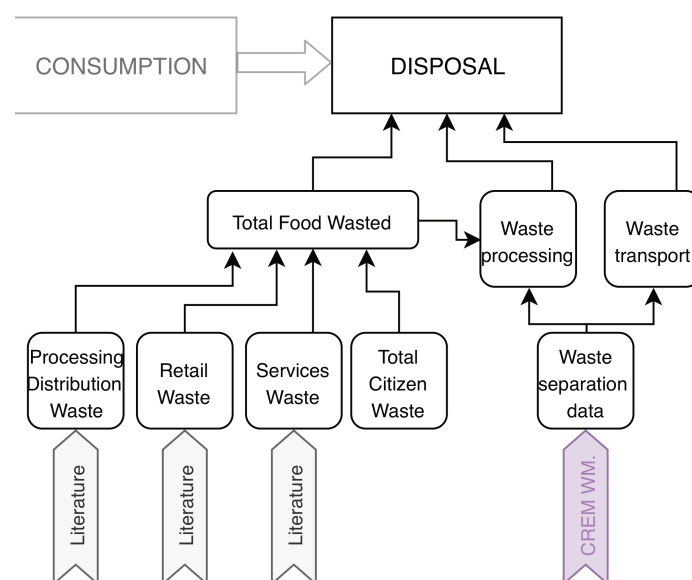 CONSUMPTION
DISPOSAL
Total Food Wasted
Waste
processing
Waste
transport
Processing
Distribution
Waste
Retail
Waste
Services
Waste
Total
Citizen
Waste
Waste
separation
data
Literature
Literature
Literature
CREM WM.